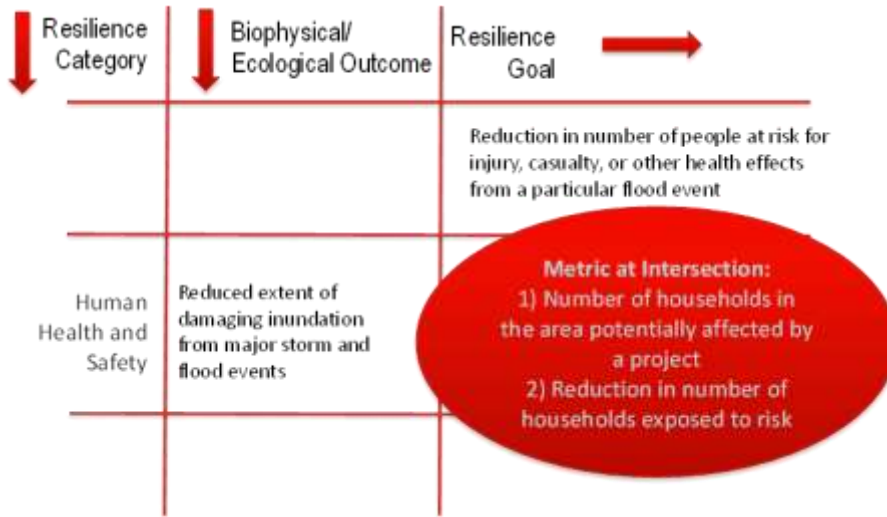 Resilience
Category
Biophysical/
Ecological Outcome
Resilience
Goal
Reduction in number of people at risk for
injury, casualty, or other health effects
from a particular flood event
Human
Health and
Safety
Reduced extent of
damaging inundation
from major storm and
flood events
Metric at Intersection:
1) Number of households in
the area potentially affected by
a project
2) Reduction in number of
households exposed to risk